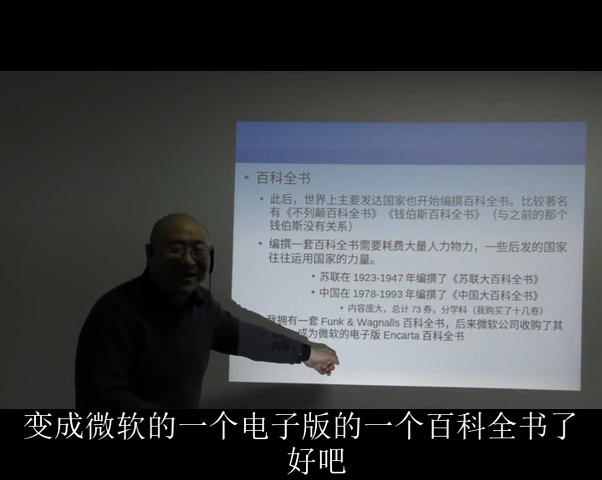 百科全书
此后，世界上主要发达国家也开始编撰百科全书。比较著名
有《不列颠百科全书》《钱伯斯百科全书》（与之前的那个
钱伯斯没有关系）
编撰一套百科全书需要耗费大量人力物力，一些后发的国家
往往运用国家的力量。
苏联在 1923-1947 年编撰了《苏联大百科全书》
中国在 1978-1993 年编撰了《中国大百科全书》
内容庞大，总计 73 券，分学科（我购买了十几卷）
我拥有一套 Funk & Wagnalls 百科全书，后来微软公司收购了其
成为微软的电子版 Encarta 百科全书
变成微软的一个电子版的一个百科全书了
好吧